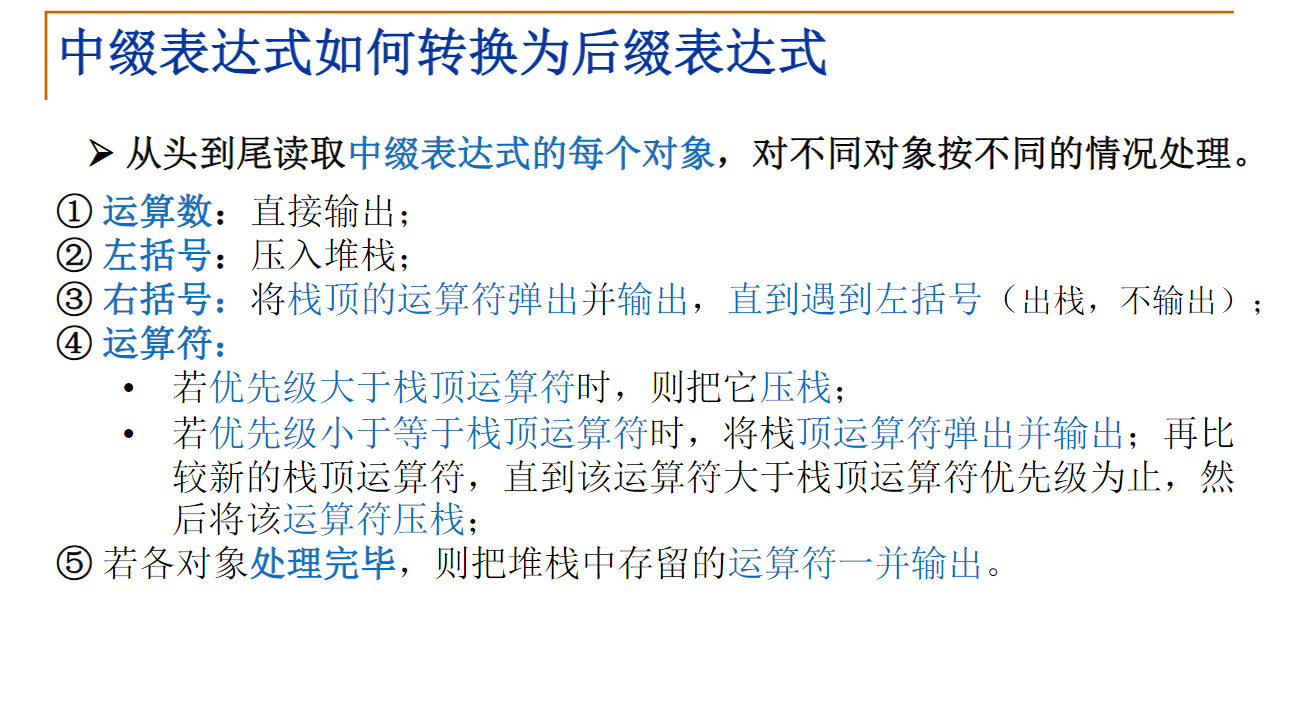 中缀表达式如何转换为后缀表达式
➢ 从头到尾读取中缀表达式的每个对象，对不同对象按不同的情况处理。
① 运算数：直接输出；
② 左括号：压入堆栈；
③ 右括号：将栈顶的运算符弹出并输出，直到遇到左括号（出栈，不输出）；
④ 运算符：
• 若优先级大于栈顶运算符时，则把它压栈；
• 若优先级小于等于栈顶运算符时，将栈顶运算符弹出并输出；再比
较新的栈顶运算符，直到该运算符大于栈顶运算符优先级为止，然
后将该运算符压栈；
⑤ 若各对象处理完毕，则把堆栈中存留的运算符一并输出。